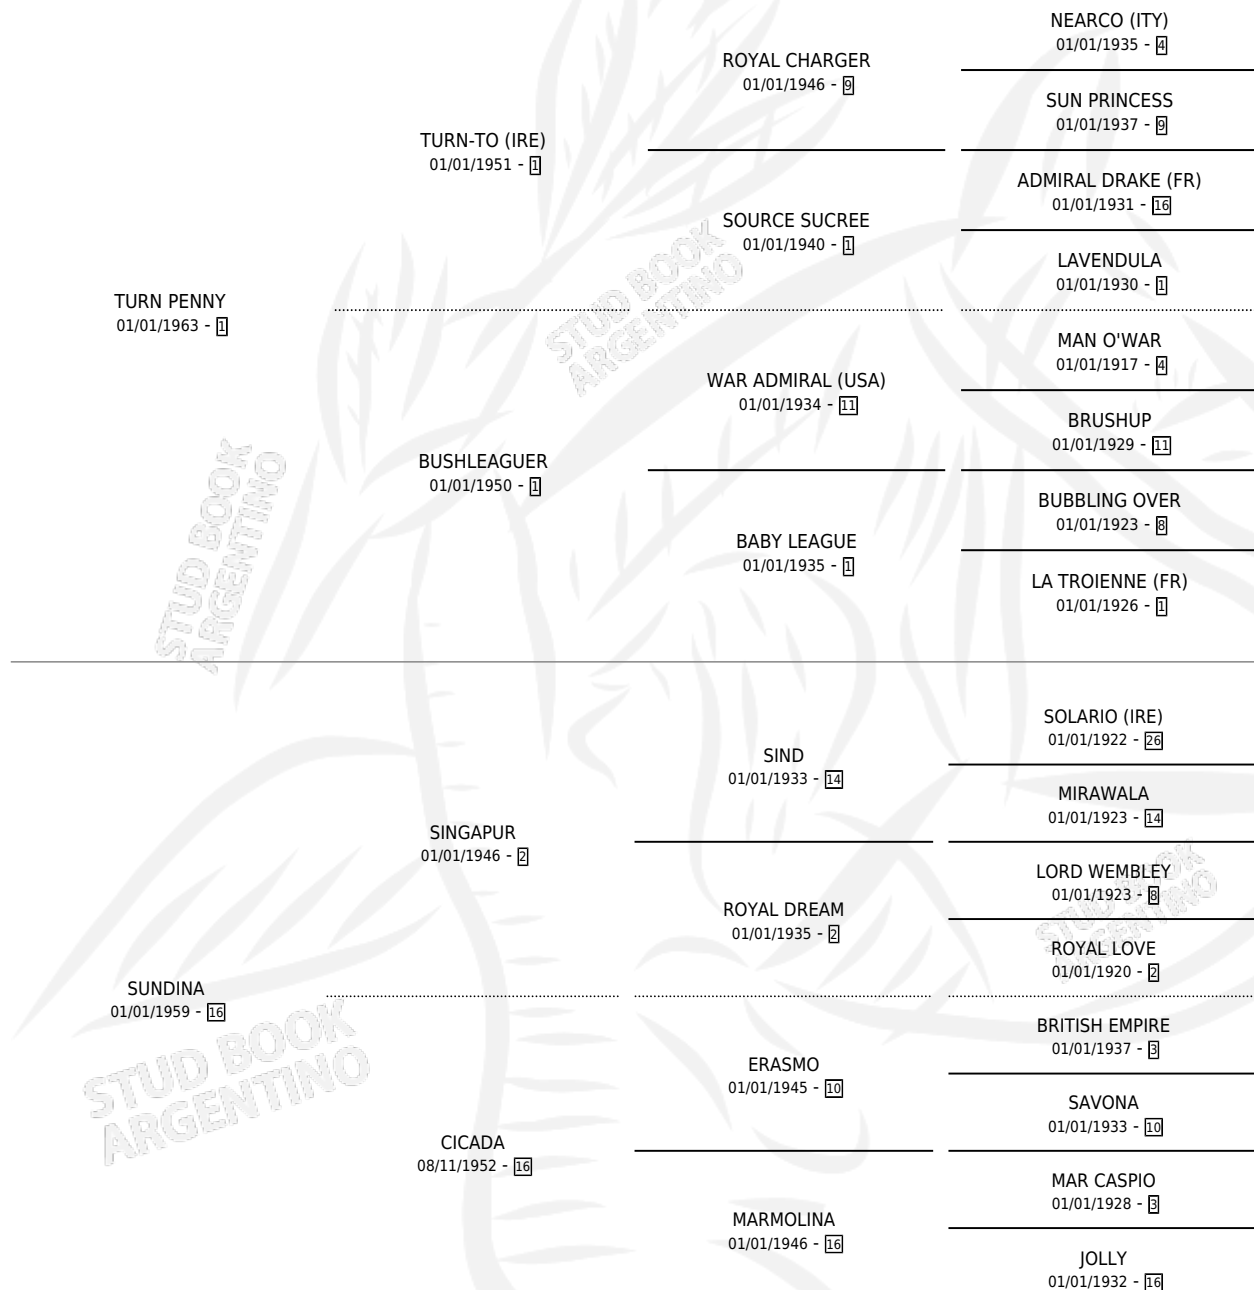 NEARCO (ITY)
01/01/1935 - 4
ROYAL CHARGER
01/01/1946 - 9
SUN PRINCESS
01/01/1937 - 9
TURN-TO (IRE)
01/01/1951 - 1
ADMIRAL DRAKE (FR)
01/01/1931 - 16
SOURCE SUCREE
01/01/1940 - 1
LAVENDULA
01/01/1930 - 1
TURN PENNY
01/01/1963 - 1
MAN O'WAR
01/01/1917 - 4
WAR ADMIRAL (USA)
01/01/1934 - 11
BRUSHUP
01/01/1929 - 11
BUSHLEAGUER
01/01/1950 - 1
BUBBLING OVER
01/01/1923 - 8
BABY LEAGUE
01/01/1935 - 1
LA TROIENNE (FR)
01/01/1926 - 1
SOLARIO (IRE)
01/01/1922 - 26
SIND
01/01/1933 - 14
MIRAWALA
01/01/1923 - 14
SINGAPUR
01/01/1946 - 2
LORD WEMBLEY
01/01/1923 - 8
ROYAL DREAM
01/01/1935 - 2
ROYAL LOVE
01/01/1920 - 2
SUNDINA
01/01/1959 - 16
BRITISH EMPIRE
01/01/1937 - 3
ERASMO
01/01/1945 - 10
SAVONA
01/01/1933 - 10
CICADA
08/11/1952 - 16
MAR CASPIO
01/01/1928 - 3
MARMOLINA
01/01/1946 - 16
JOLLY
01/01/1932 - 16
STUD BOOK
ARGENTINO
STUD BOOK
ARGENTINO
STUD BOOK
ARGENTINO
STUD BOOK
ARGENTINO